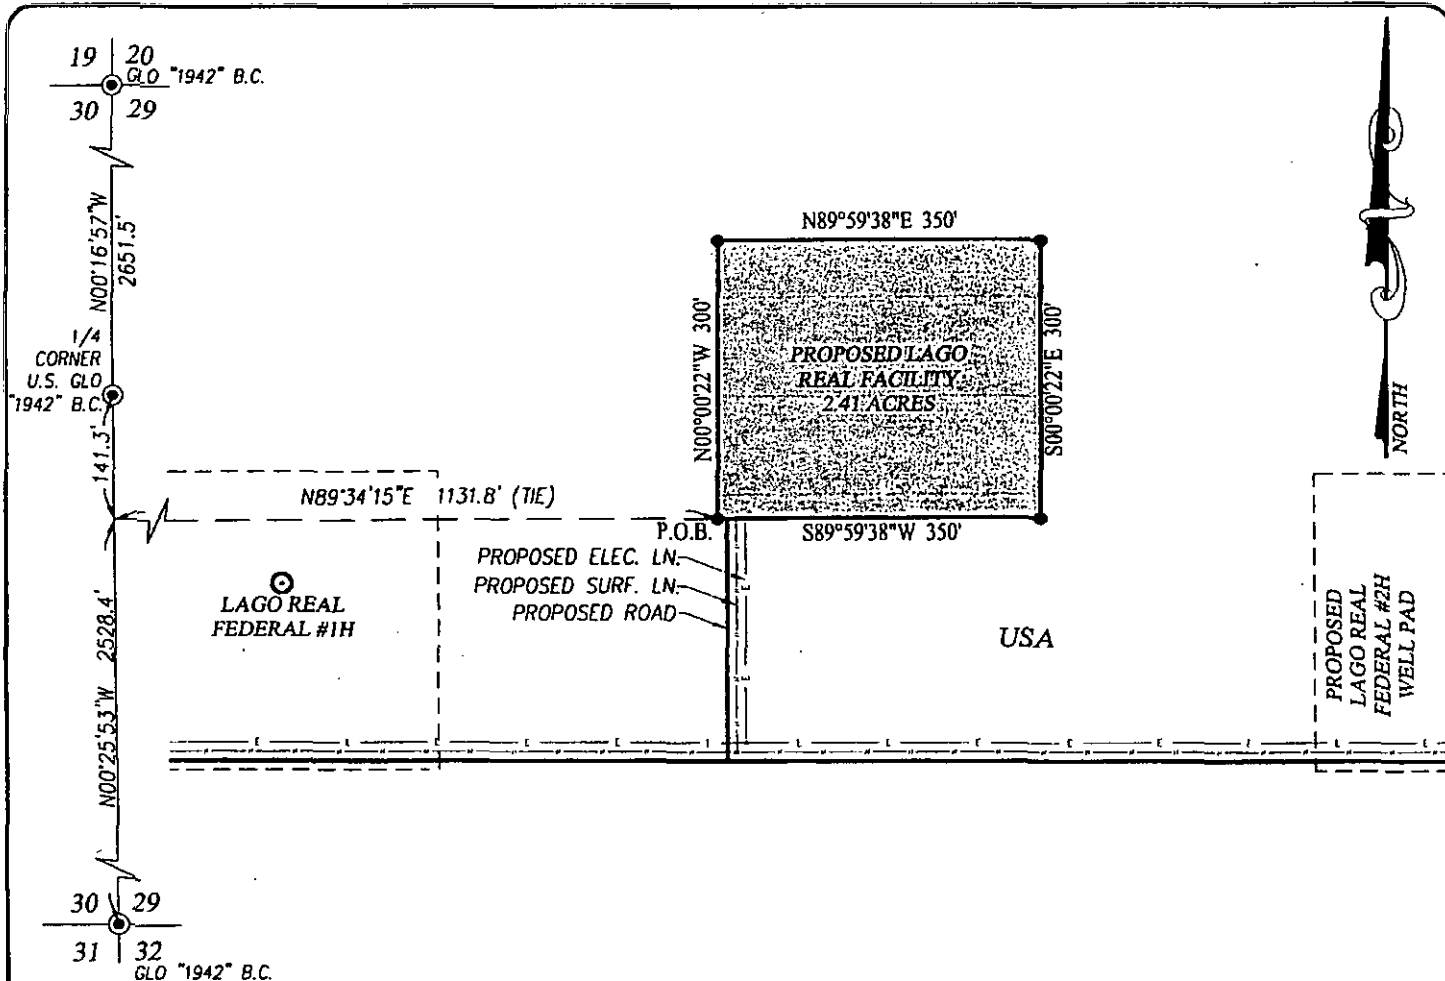 19 20
GLO "1942" B.C.
30 29
N00°16'57"W
2651.5'
1/4
CORNER
U.S. GLO
"1942" B.C.
141.3'
N89°59'38"E 350'
N00°00'22"W 300'
PROPOSED LAGO
REAL FACILITY
2.41 ACRES
S00°00'22"E 300'
NORTH
N89°34'15"E 1131.8' (TIE)
P.O.B.
S89°59'38"W 350'
PROPOSED ELEC. LN.
PROPOSED SURF. LN.
PROPOSED ROAD
LAGO REAL
FEDERAL #1H
USA
PROPOSED
LAGO REAL
FEDERAL #2H
WELL PAD
N00°25'53"W 2528.4'
30 29
31 32
GLO "1942" B.C.